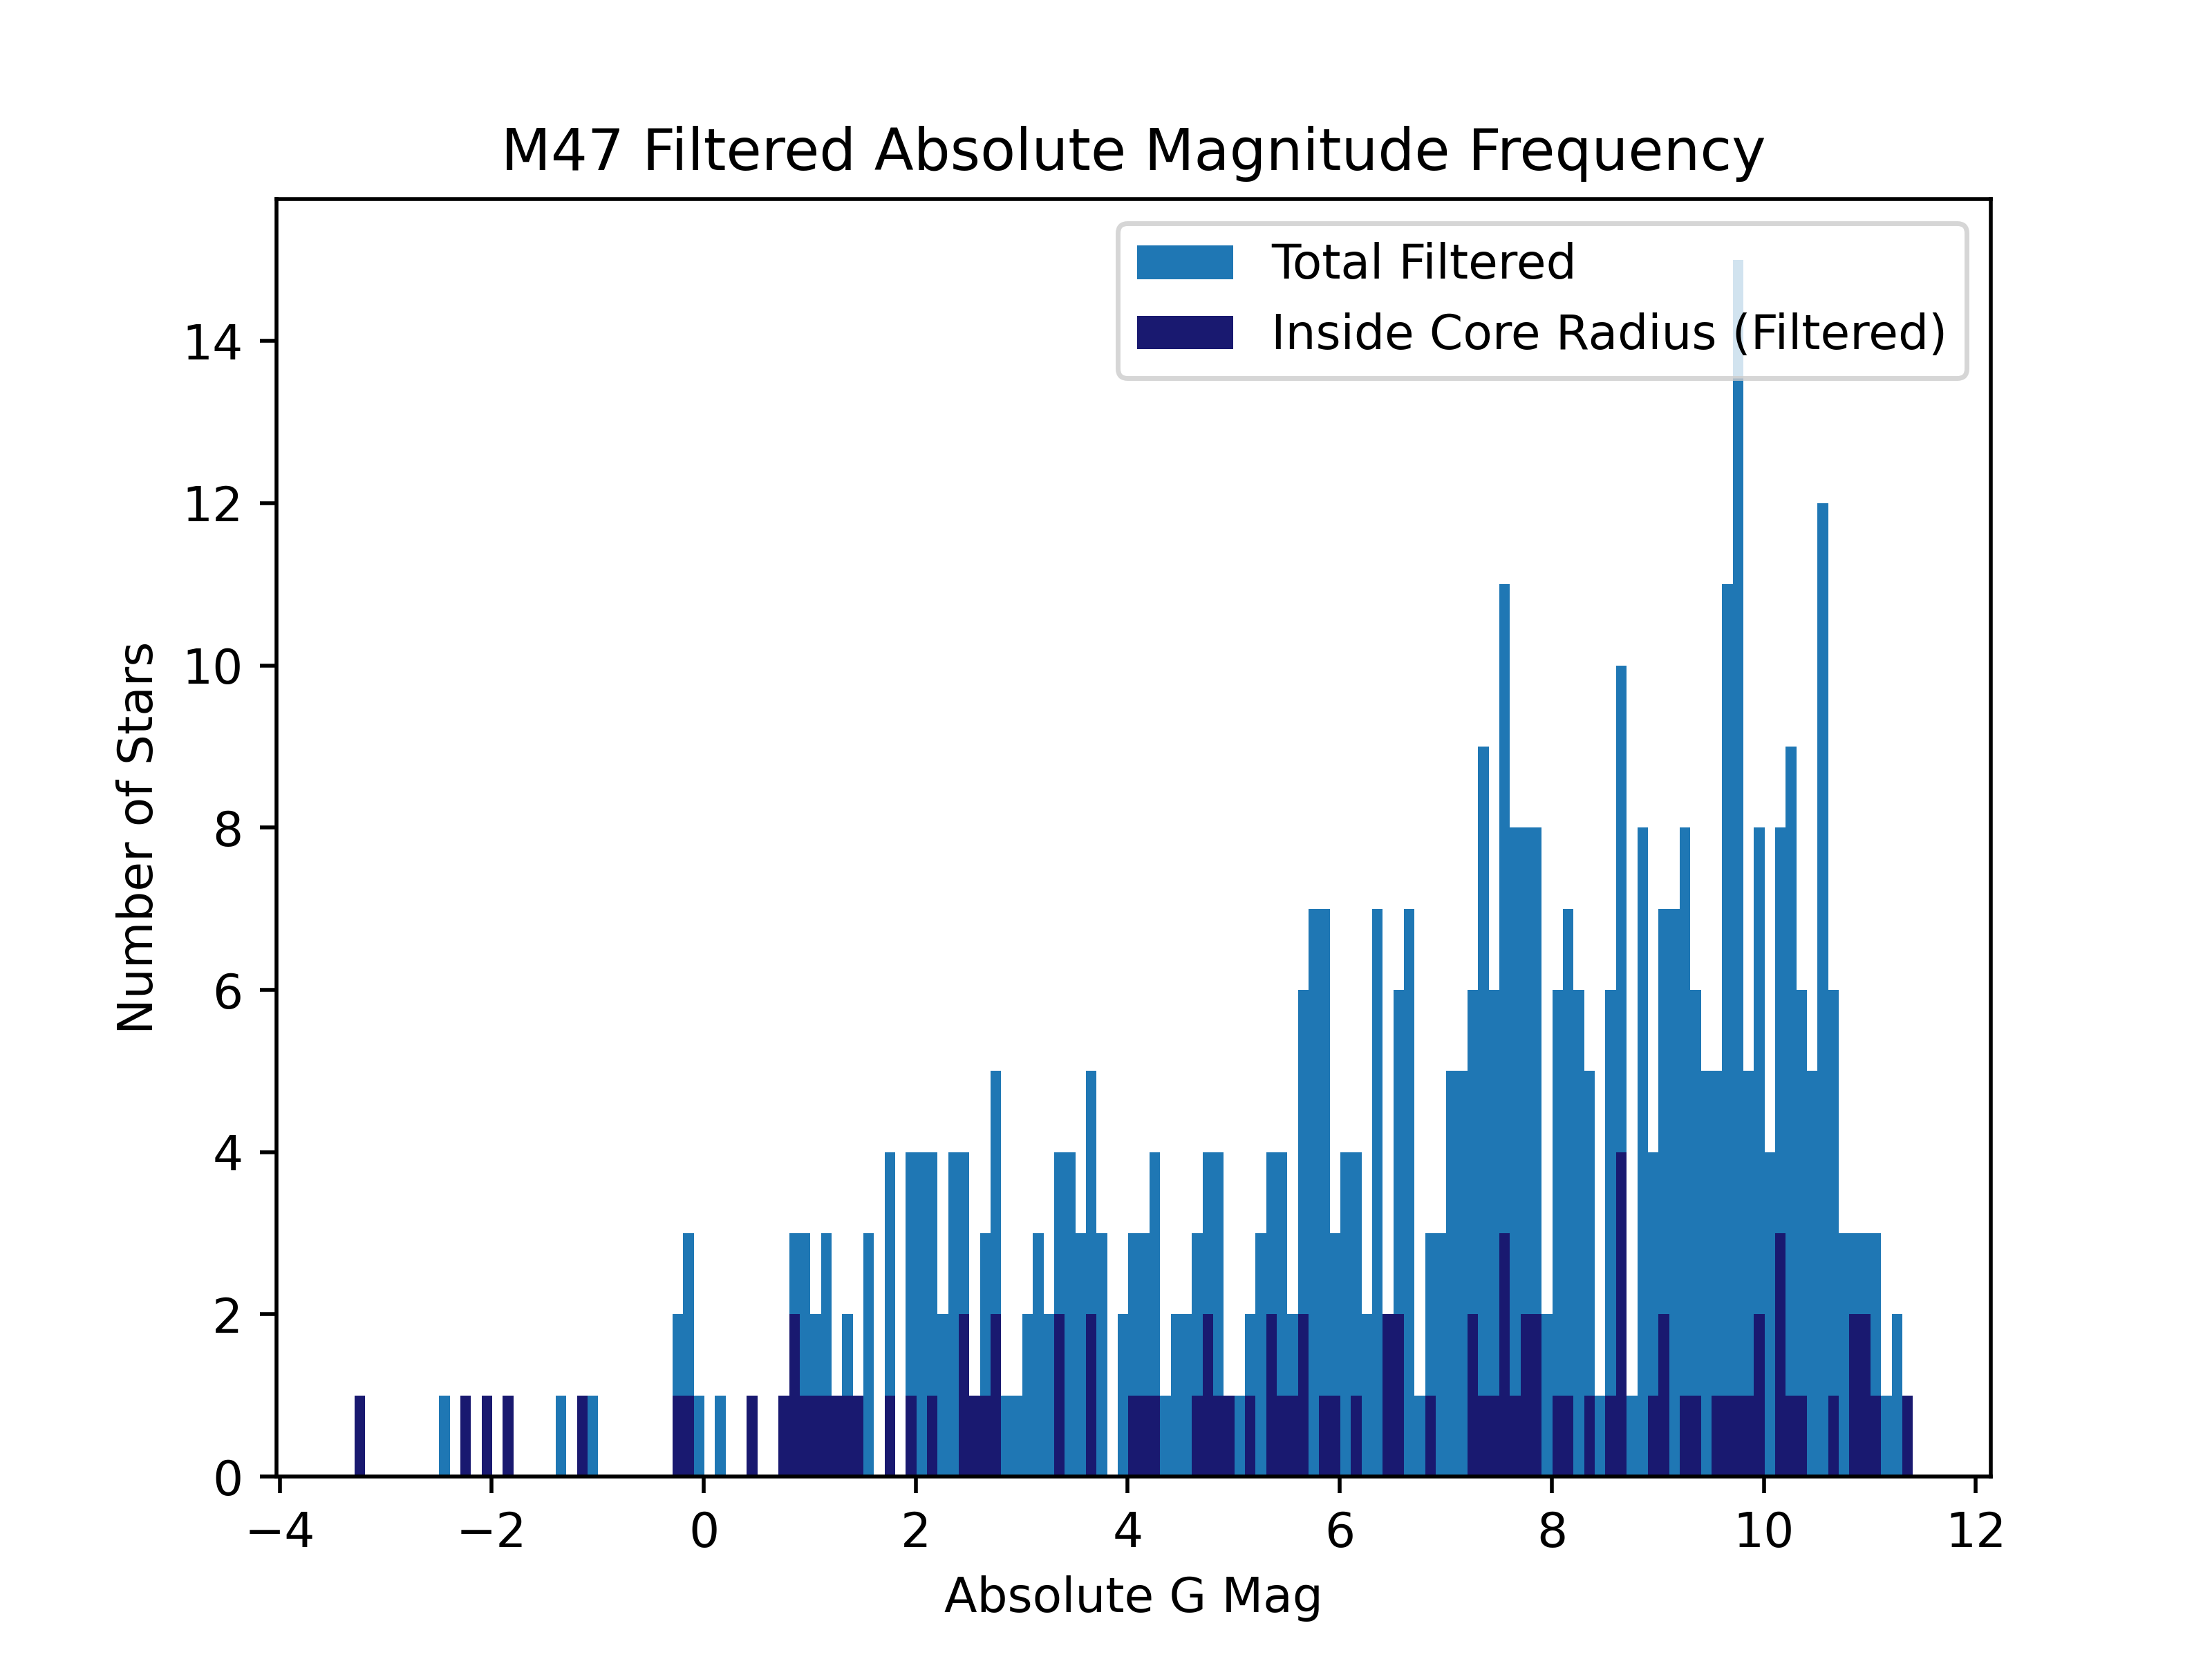 M47 Filtered Absolute Magnitude Frequency
Total Filtered
Inside Core Radius (Filtered)
Number of Stars
14
12
10
8
6
4
2
0
−4 −2 0 2 4 6 8 10 12
Absolute G Mag